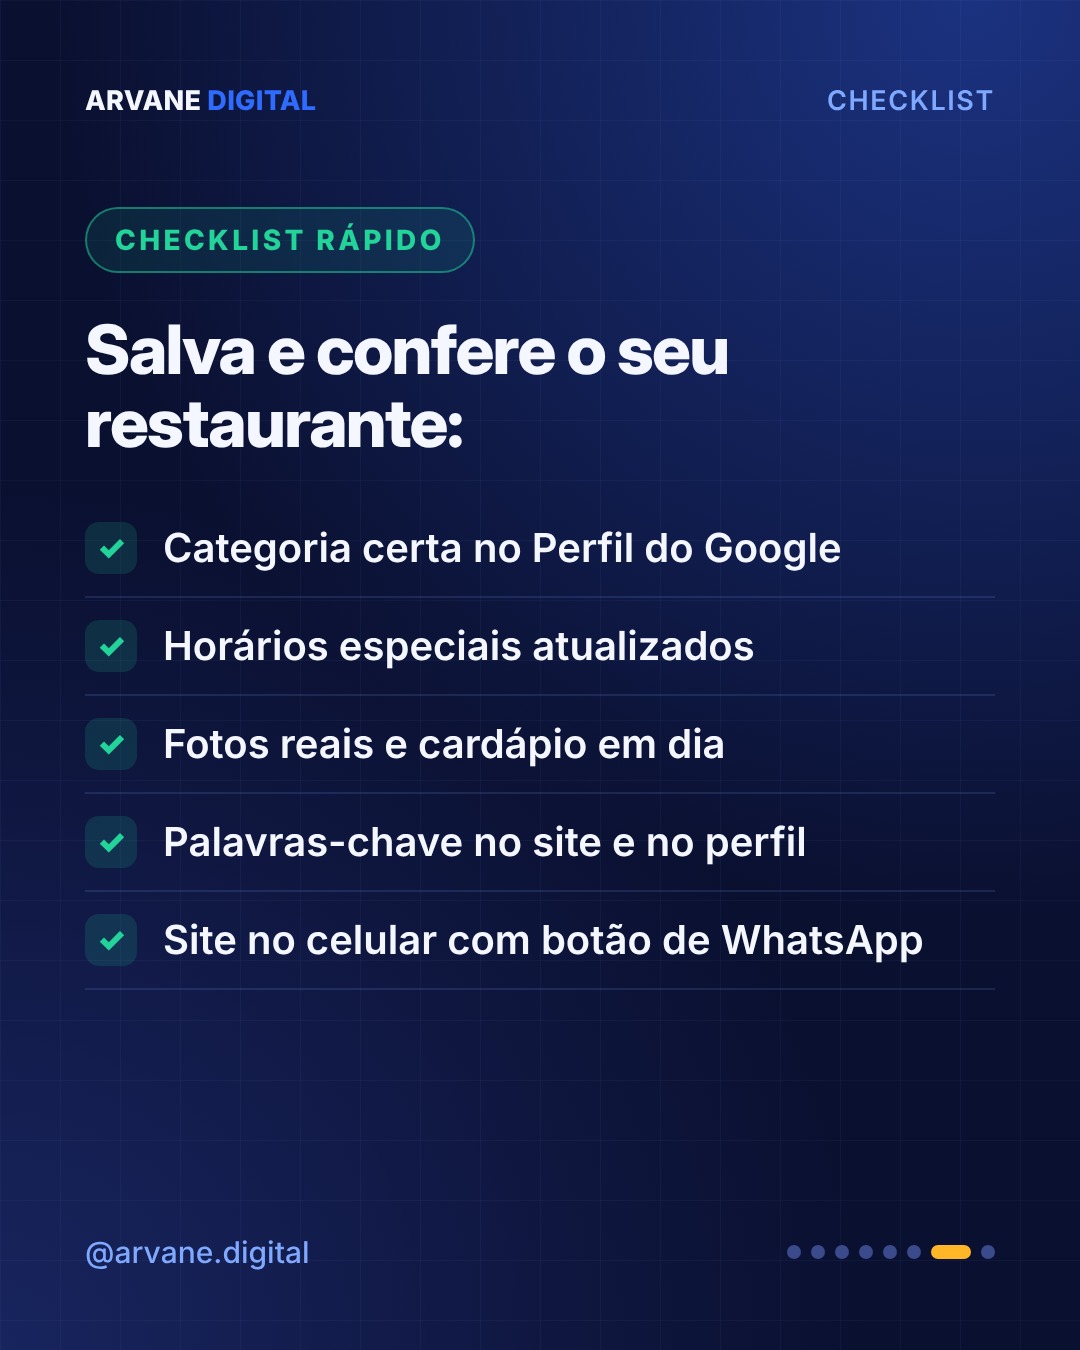 ARVANE DIGITAL
CHECKLIST
CHECKLIST RÁPIDO
Salva e confere o seu
restaurante:
Categoria certa no Perfil do Google
Horários especiais atualizados
Fotos reais e cardápio em dia
Palavras-chave no site e no perfil
Site no celular com botão de WhatsApp
@arvane.digital